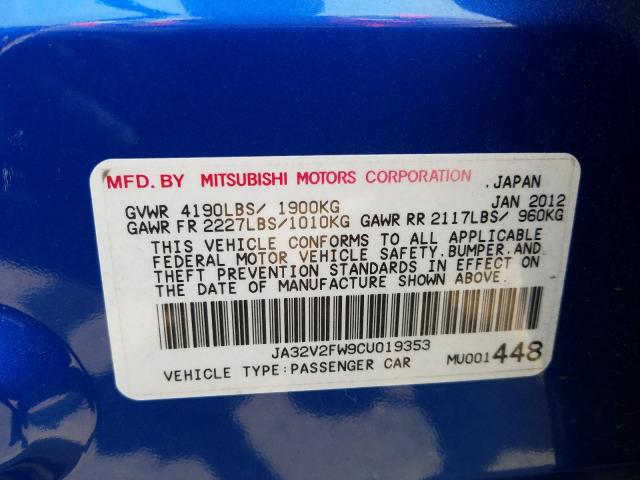 MFD. BY MITSUBISHI MOTORS CORPORATION .JAPAN
GVWR 4190LBS/ 1900KG JAN 2012
GAWR FR 2227LBS/1010KG GAWR RR 2117LBS/ 960KG
THIS VEHICLE CONFORMS TO ALL APPLICABLE
FEDERAL MOTOR VEHICLE SAFETY,BUMPER,AND
THEFT PREVENTION STANDARDS IN EFFECT ON
THE DATE OF MANUFACTURE SHOWN ABOVE.
JA32V2FW9CU019353
VEHICLE TYPE:PASSENGER CAR MU001448